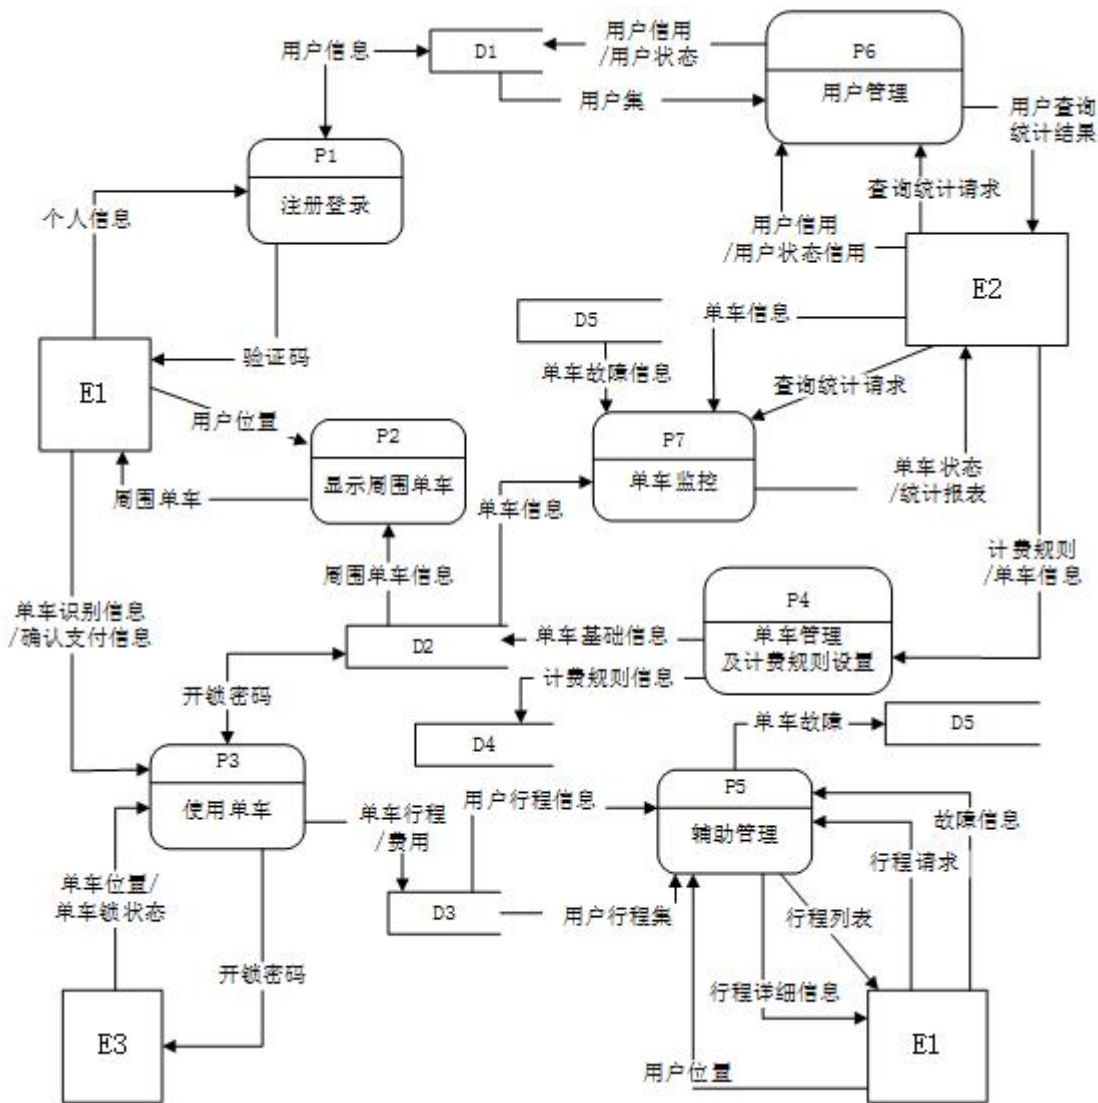 用户信息
D1
用户信用
/用户状态
P6
用户管理
用户集
用户查询
统计结果
P1
注册登录
个人信息
查询统计请求
用户信用
/用户状态信用
E2
D5
单车信息
验证码
单车故障信息
查询统计请求
E1
用户位置
P2
显示周围单车
P7
单车监控
单车状态
/统计报表
周围单车
单车信息
计费规则
/单车信息
周围单车信息
单车识别信息
/确认支付信息
P4
单车管理
及计费规则设置
单车基础信息
D2
计费规则信息
开锁密码
单车故障
D5
D4
P3
使用单车
P5
辅助管理
用户行程信息
单车行程
/费用
故障信息
行程请求
单车位置/
单车锁状态
D3
用户行程集
行程列表
开锁密码
行程详细信息
E3
E1
用户位置